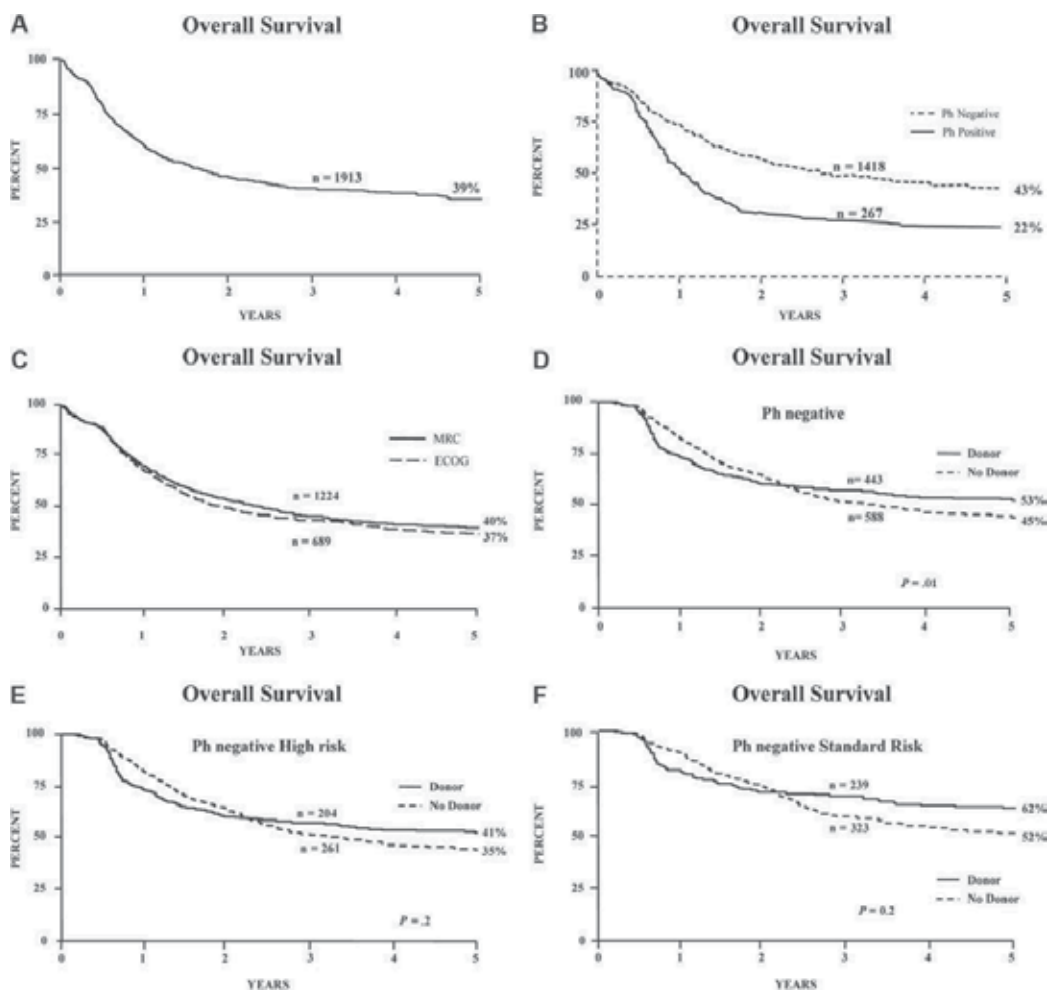 A
Overall Survival
100
75
50
25
0
PERCENT
n = 1913
39%
0 1 2 3 4 5
YEARS
B
Overall Survival
100
75
50
25
0
PERCENT
Ph Negative
Ph Positive
n = 1418
43%
n = 267
22%
0 1 2 3 4 5
YEARS
C
Overall Survival
100
75
50
25
0
PERCENT
MRC
ECOG
n = 1224
40%
37%
n = 689
0 1 2 3 4 5
YEARS
D
Overall Survival
Ph negative
100
75
50
25
0
PERCENT
Donor
No Donor
n= 443
53%
n= 588
45%
P = .01
0 1 2 3 4 5
YEARS
E
Overall Survival
Ph negative High risk
100
75
50
25
0
PERCENT
Donor
No Donor
n = 204
41%
n = 261
35%
P = .2
0 1 2 3 4 5
YEARS
F
Overall Survival
Ph negative Standard Risk
100
75
50
25
0
PERCENT
n = 239
62%
n = 323
52%
Donor
No Donor
P = 0.2
0 1 2 3 4 5
YEARS